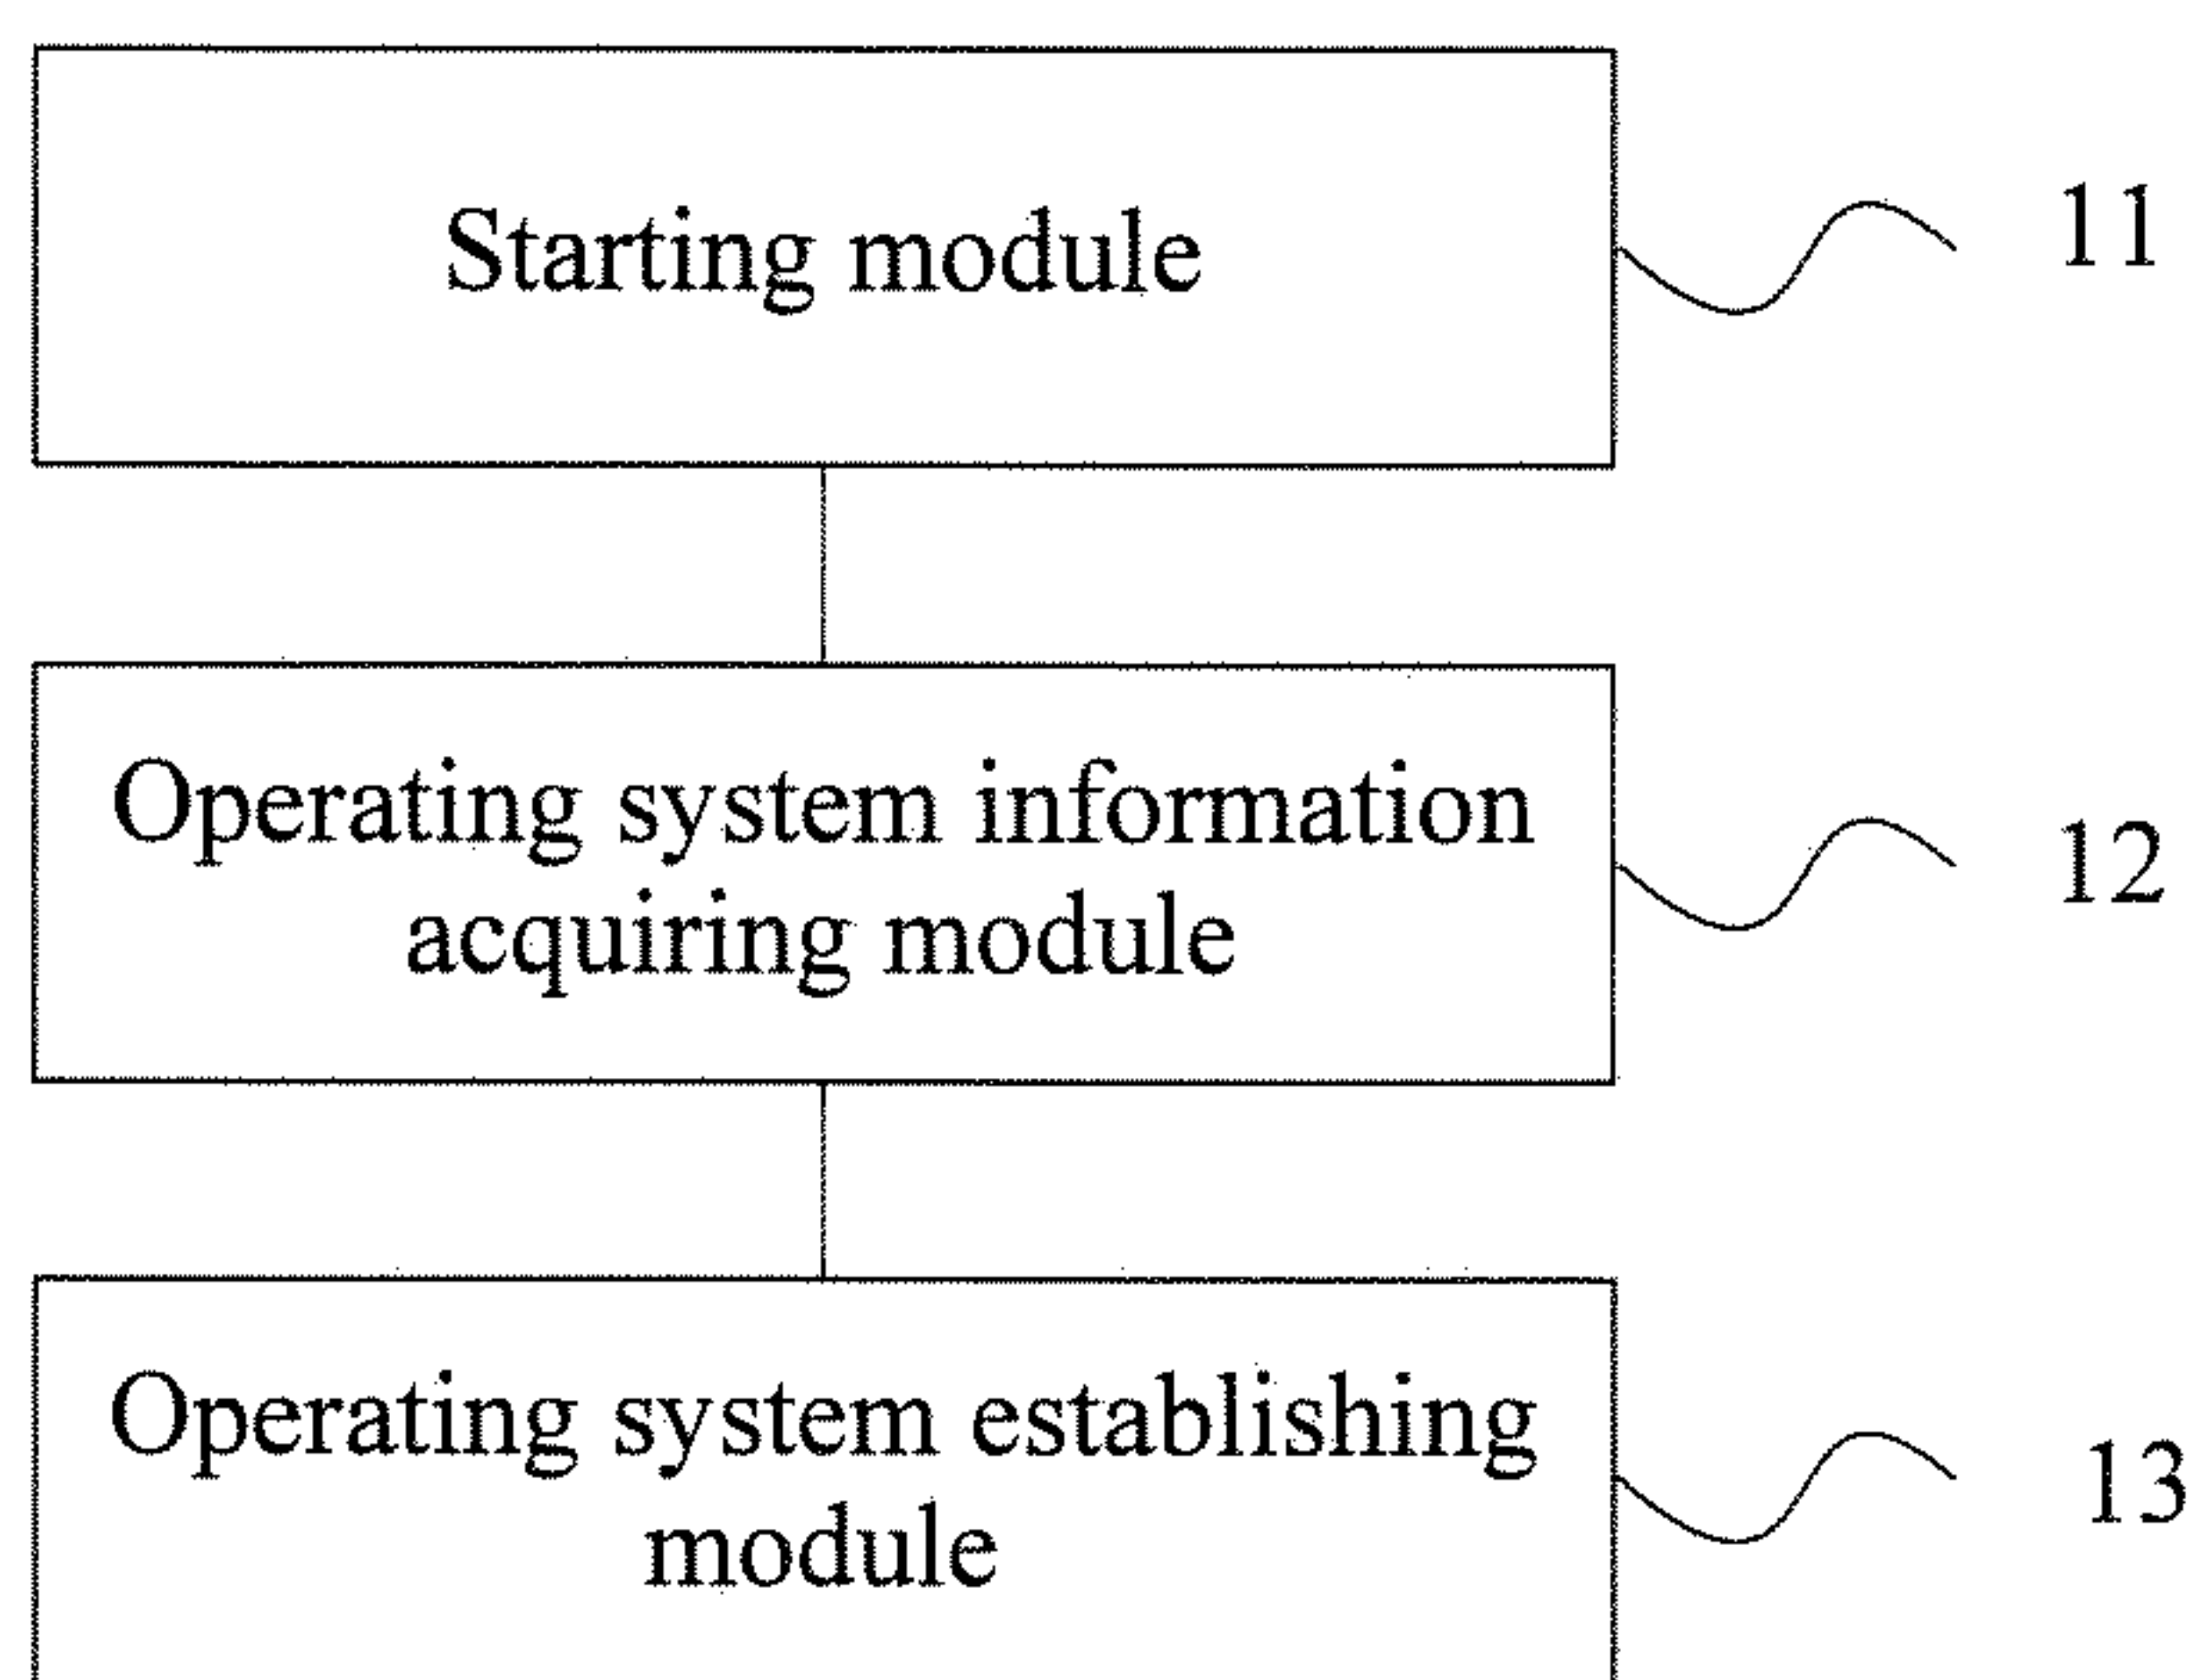 Starting module
11
Operating system information
acquiring module
12
Operating system establishing
module
13